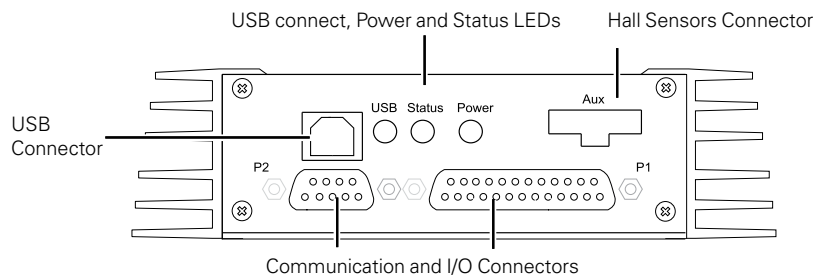 USB connect, Power and Status LEDs
Hall Sensors Connector
Aux
USB Status Power
USB
Connector
P2
P1
Communication and I/O Connectors